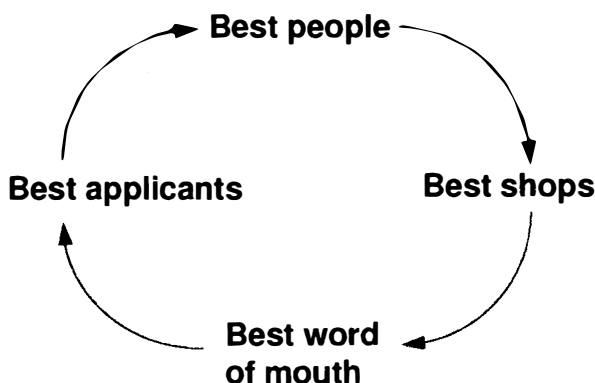 Best people
Best applicants
Best shops
Best word
of mouth